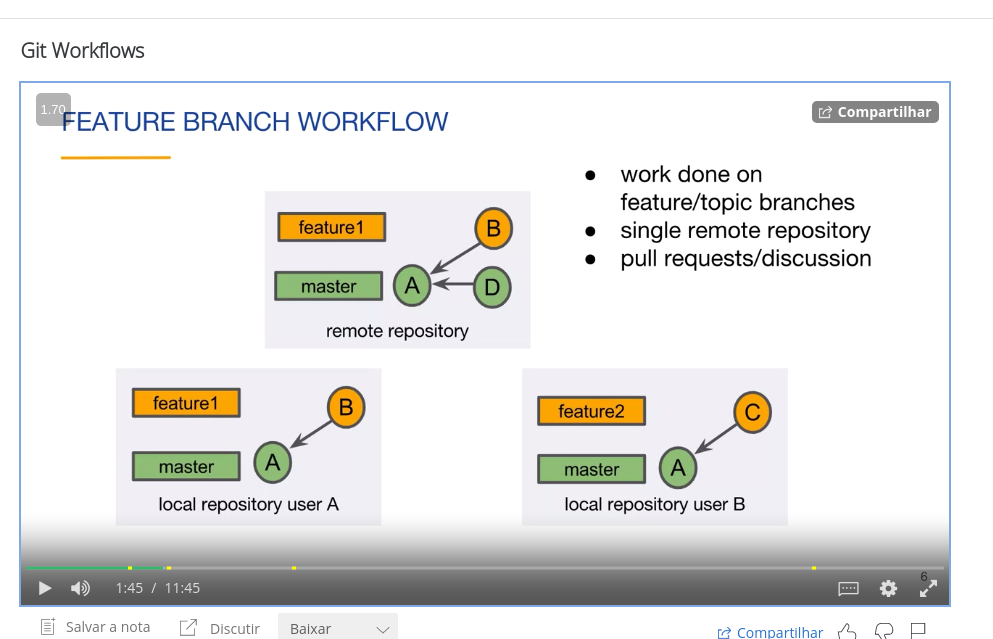 Git Workflows
1.70
FEATURE BRANCH WORKFLOW
Compartilhar
● work done on
feature/topic branches
● single remote repository
● pull requests/discussion
feature1 B
master A D
remote repository
feature1 B
master A
local repository user A
feature2 C
master A
local repository user B
6
1:45 / 11:45
Salvar a nota
Discutir
Baixar
Compartilhar